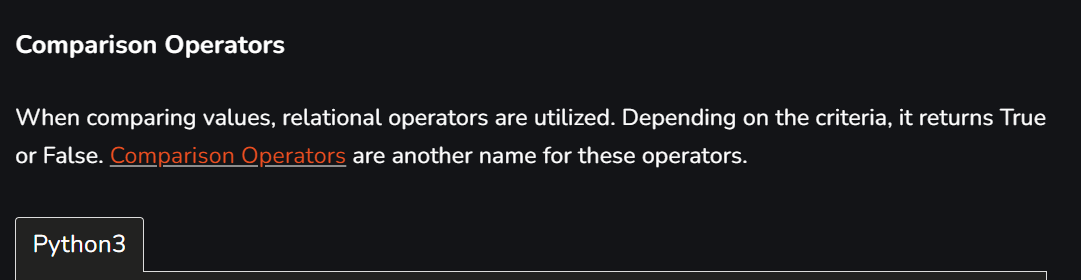 Comparison Operators
When comparing values, relational operators are utilized. Depending on the criteria, it returns True
or False. Comparison Operators are another name for these operators.
Python3